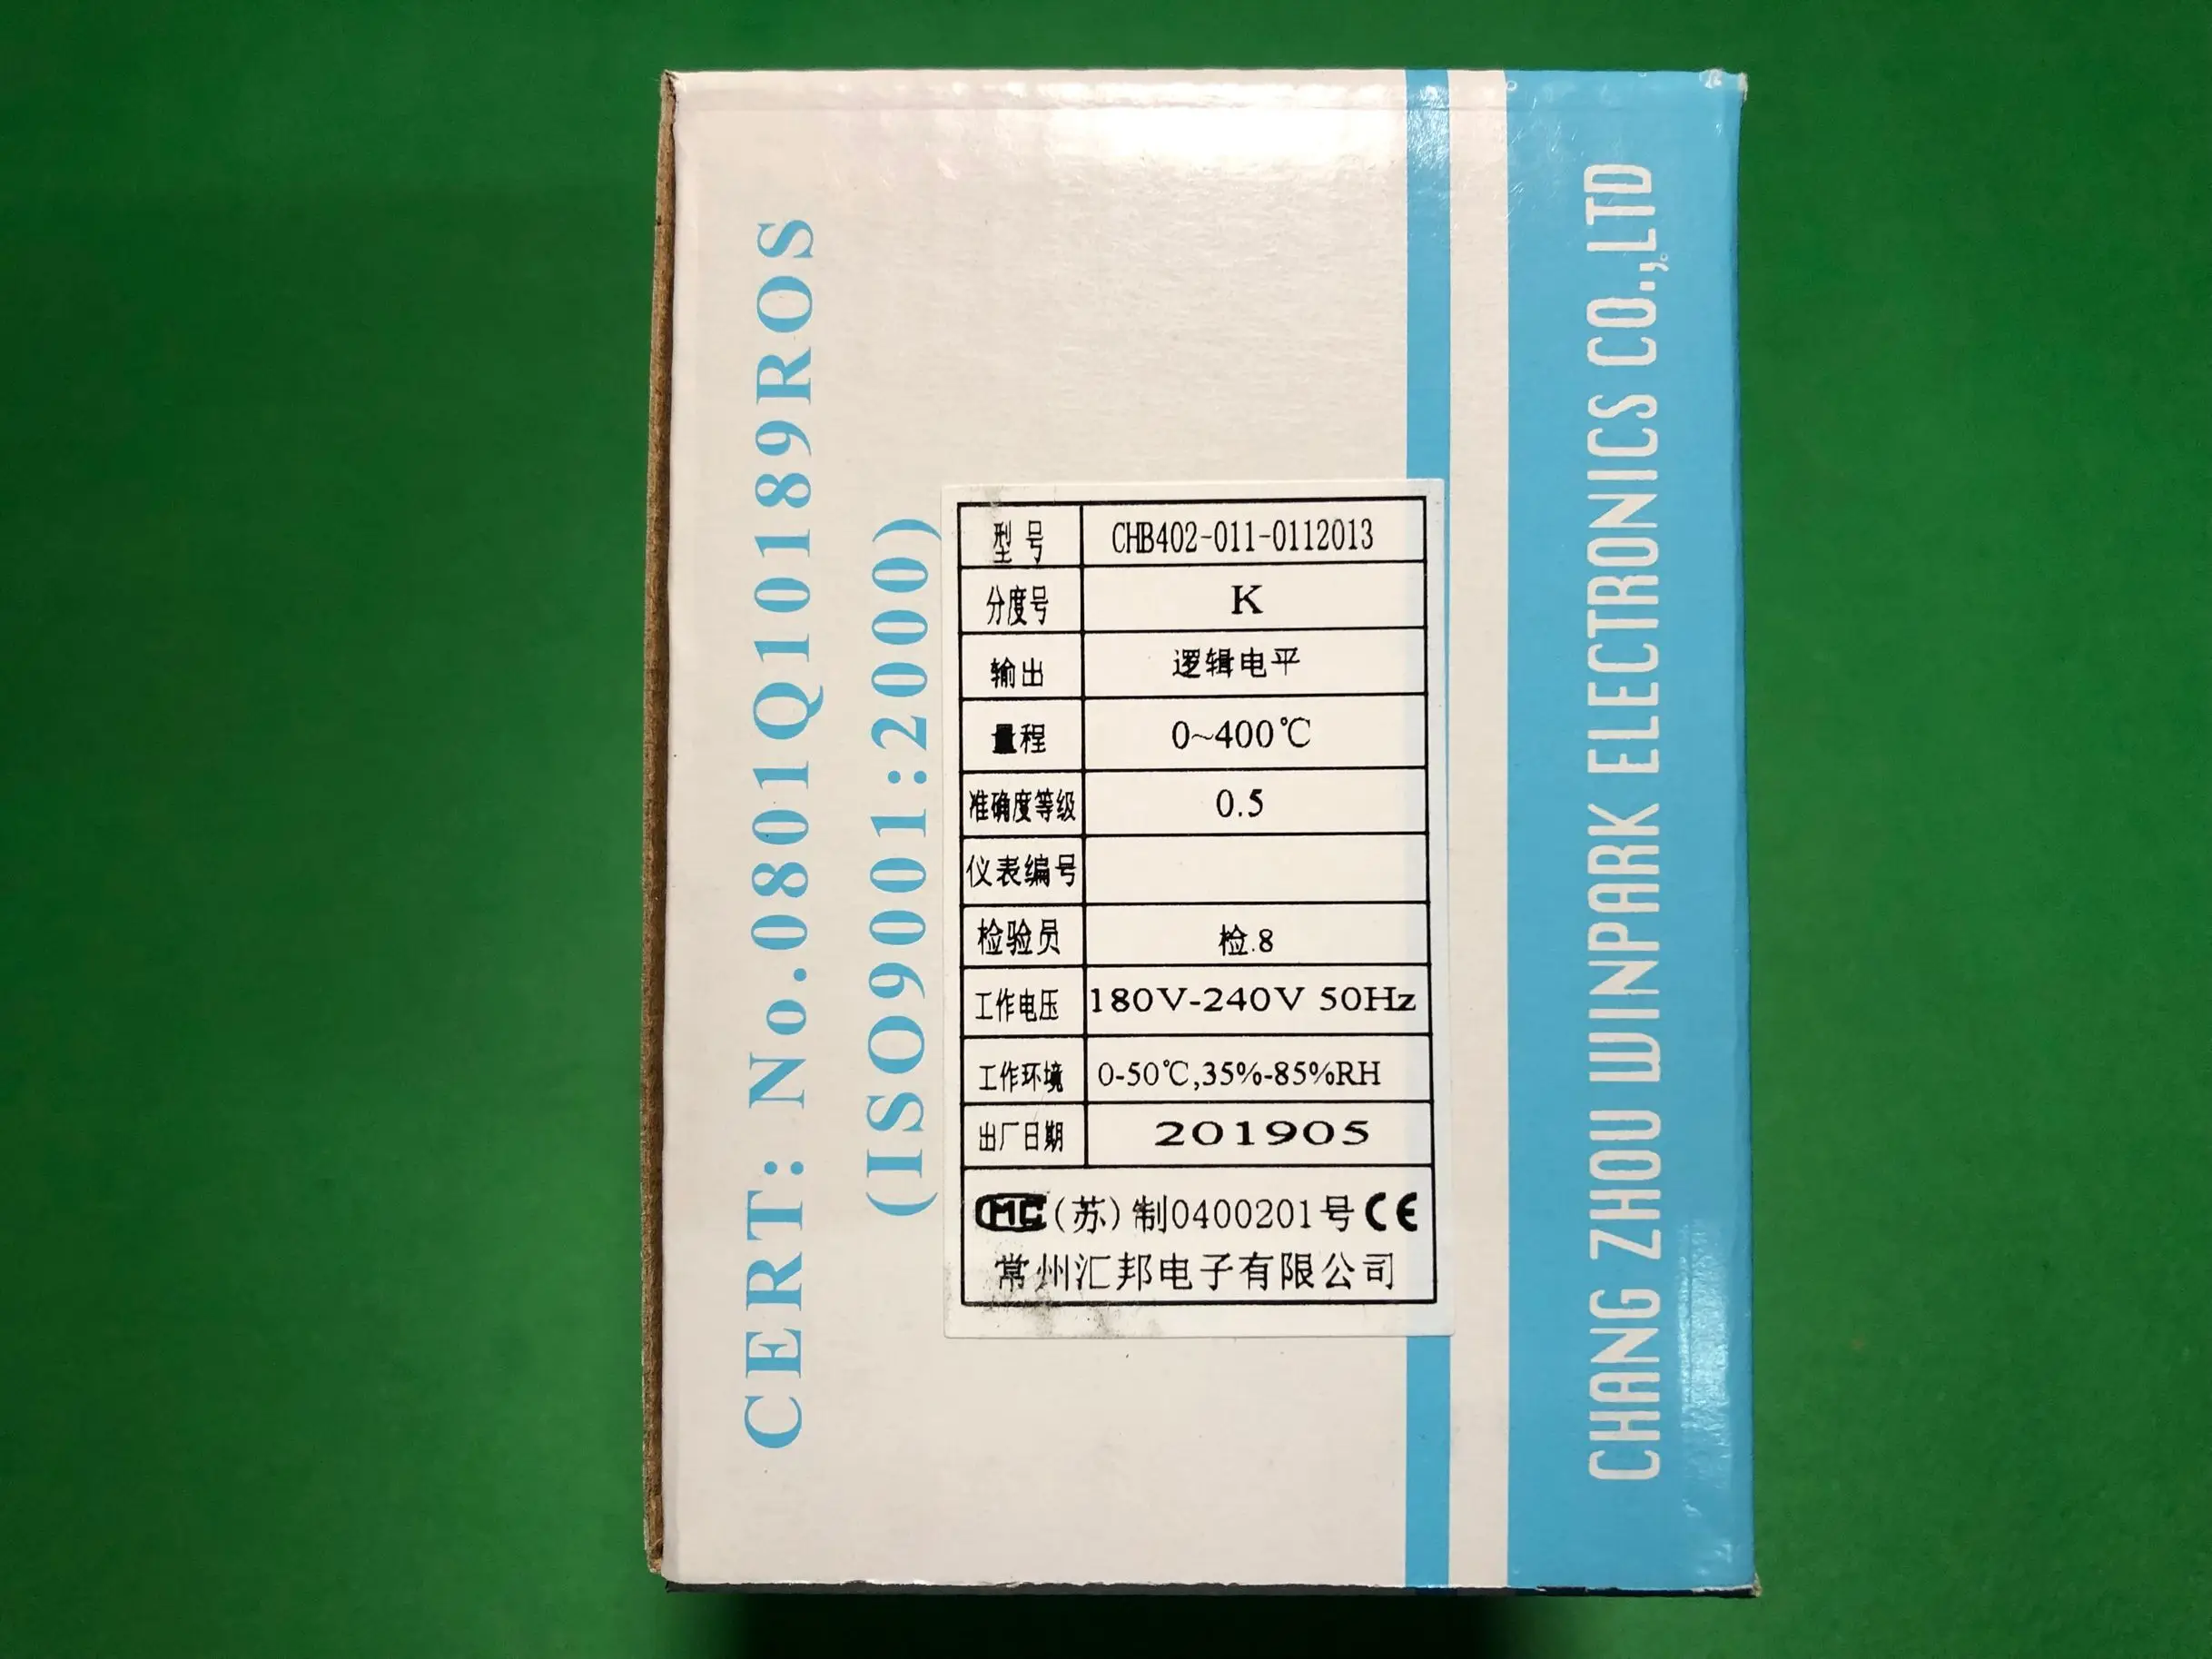 CERT: No.0801Q10189ROS
(ISO9001:2000)
型号 CHB402-011-0112013
分度号 K
输出 逻辑电平
量程 0~400℃
准确度等级 0.5
仪表编号
检验员 检.8
工作电压 180V-240V 50Hz
工作环境 0-50℃,35%-85%RH
出厂日期 201905
MC (苏)制0400201号 CE
常州汇邦电子有限公司
CHANG ZHOU WINPARK ELECTRONICS CO.,LTD